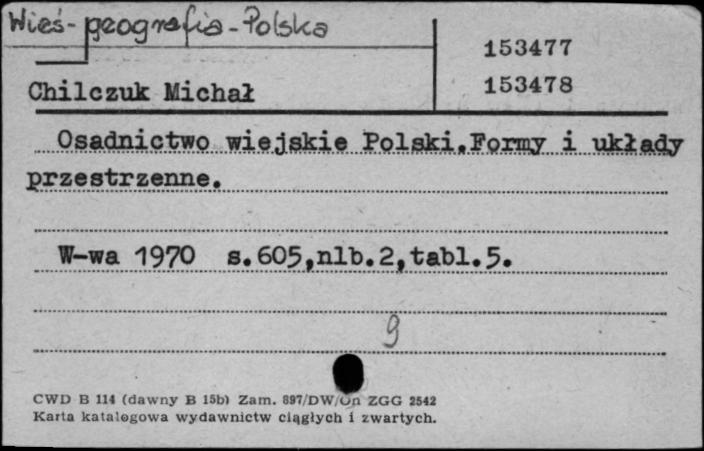 Wieś-geografia-Polska
153477
153478
Chilczuk Michał
Osadnictwo wiejskie Polski.Formy i układy
przestrzenne.
W-wa 1970 s.605,nlb.2,tabl.5.
9
CWD B 114 (dawny B 15b) Zam. 897/DW/On ZGG 2542
Karta katalogowa wydawnictw ciągłych i zwartych.